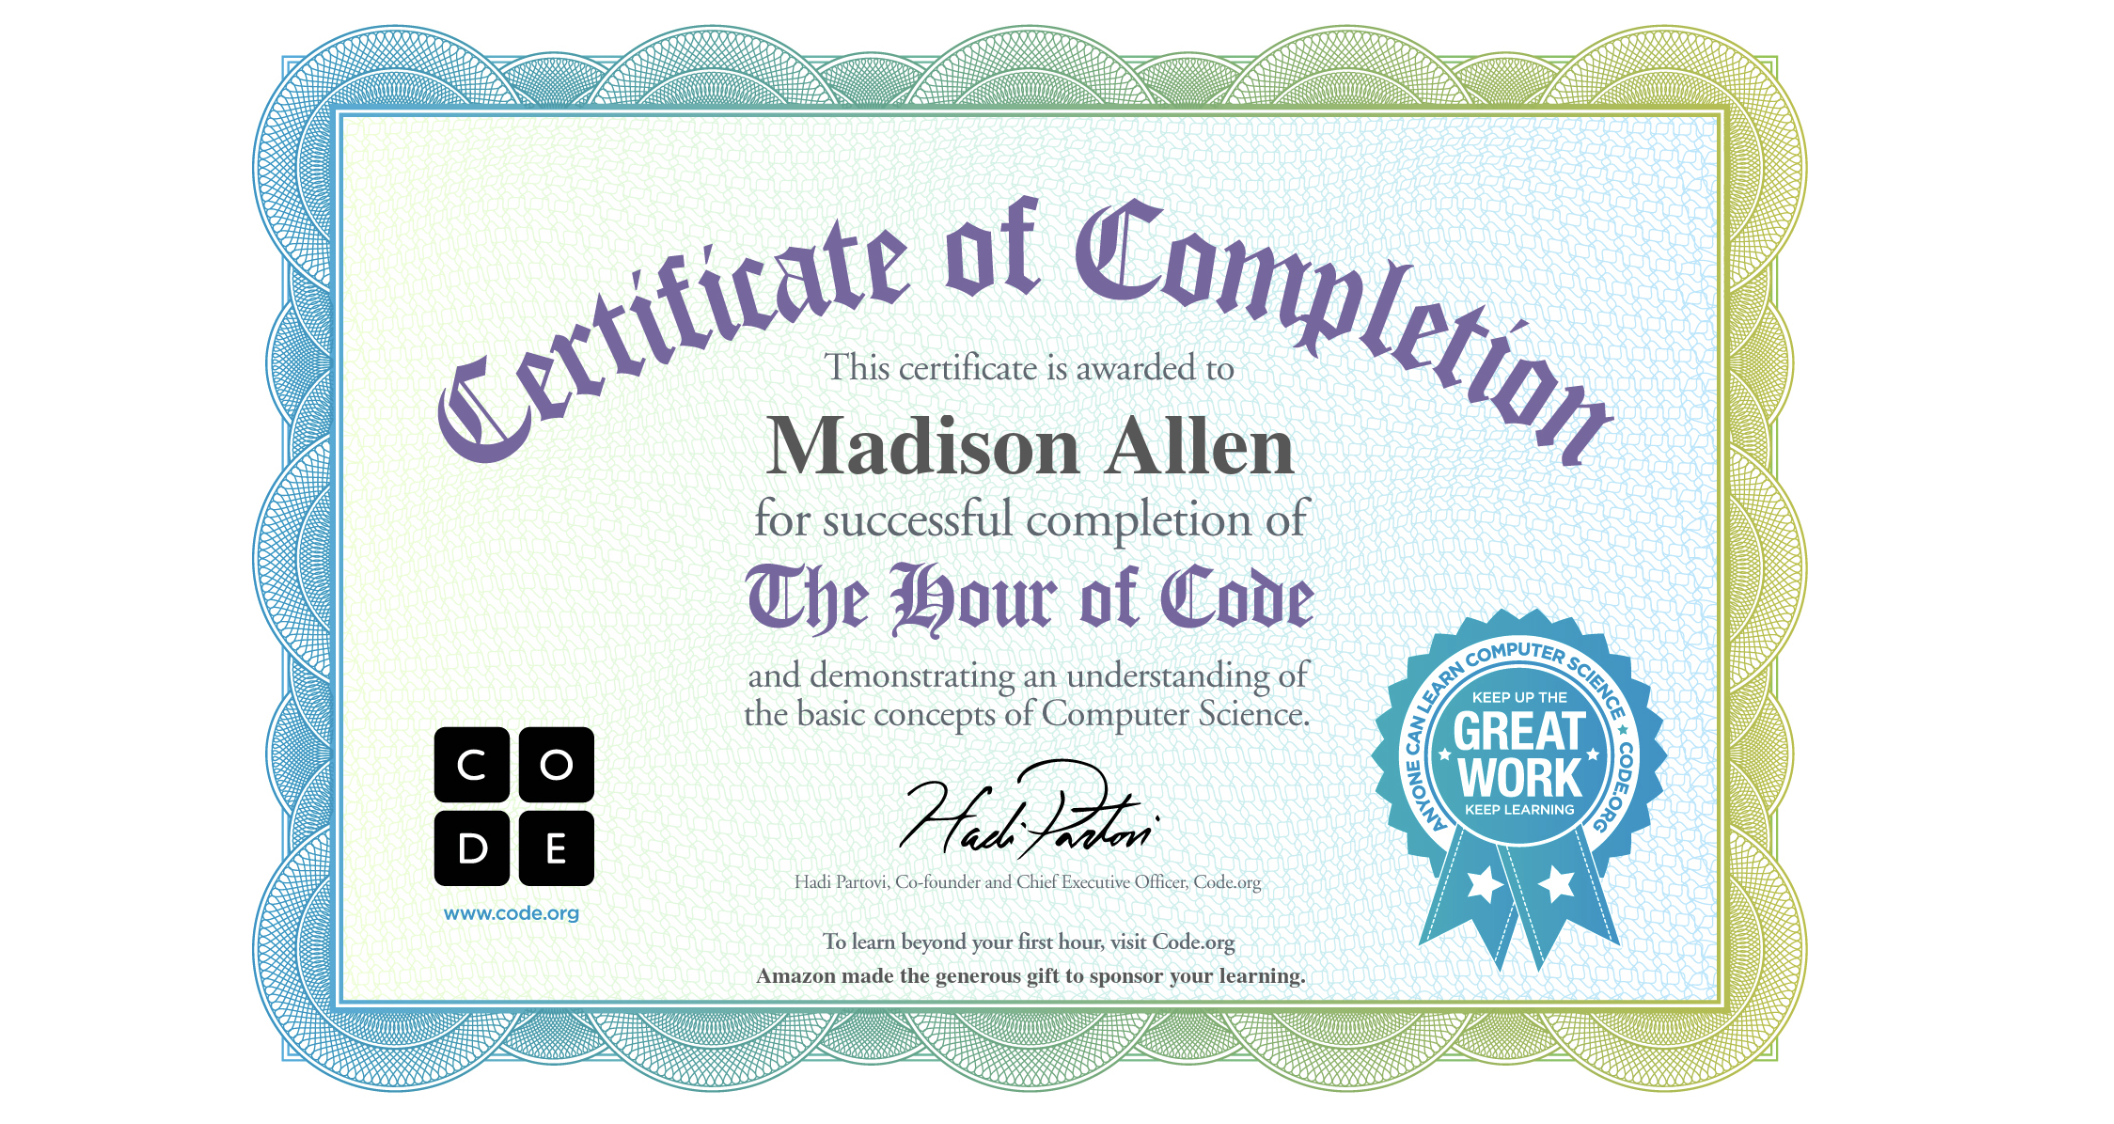 Certificate of Completion
This certificate is awarded to
Madison Allen
for successful completion of
The Hour of Code
and demonstrating an understanding of
the basic concepts of Computer Science.
C O
D E
www.code.org
Hadi Partovi
Hadi Partovi, Co-founder and Chief Executive Officer, Code.org
To learn beyond your first hour, visit Code.org
Amazon made the generous gift to sponsor your learning.
ANYONE CAN LEARN COMPUTER SCIENCE ★ CODE.ORG
KEEP UP THE
GREAT
WORK
KEEP LEARNING